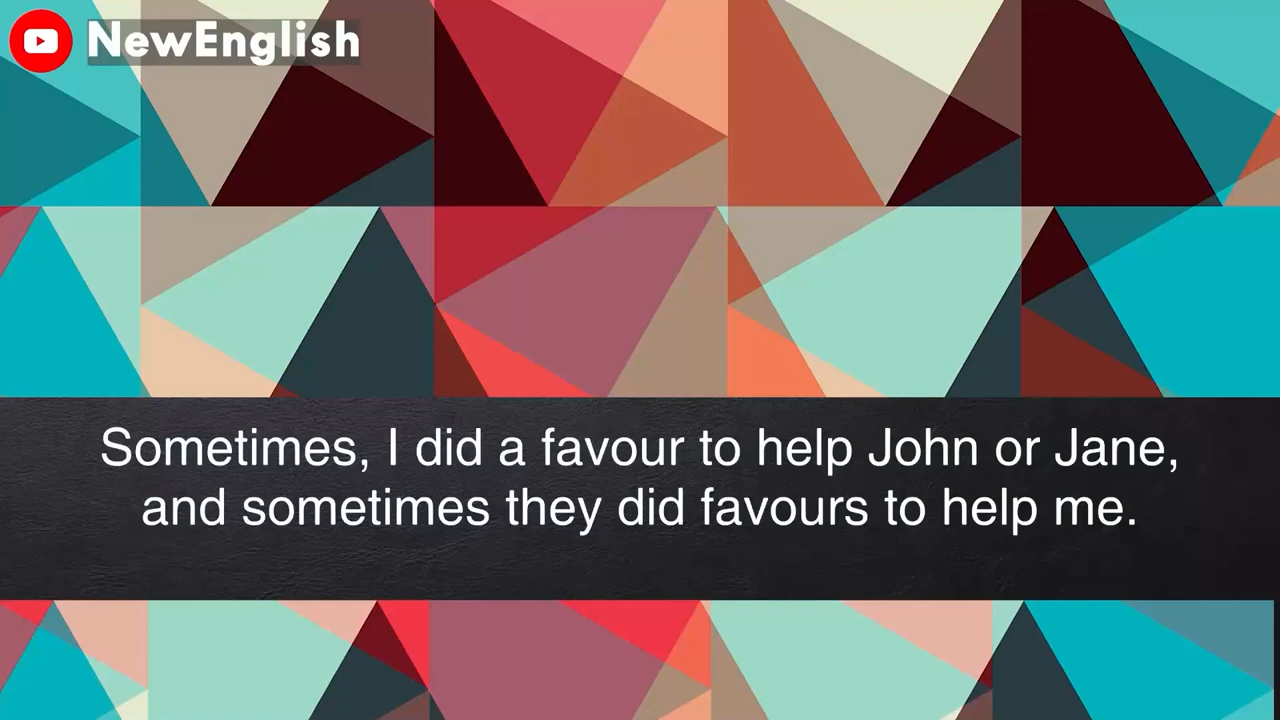 NewEnglish
Sometimes, I did a favour to help John or Jane,
and sometimes they did favours to help me.